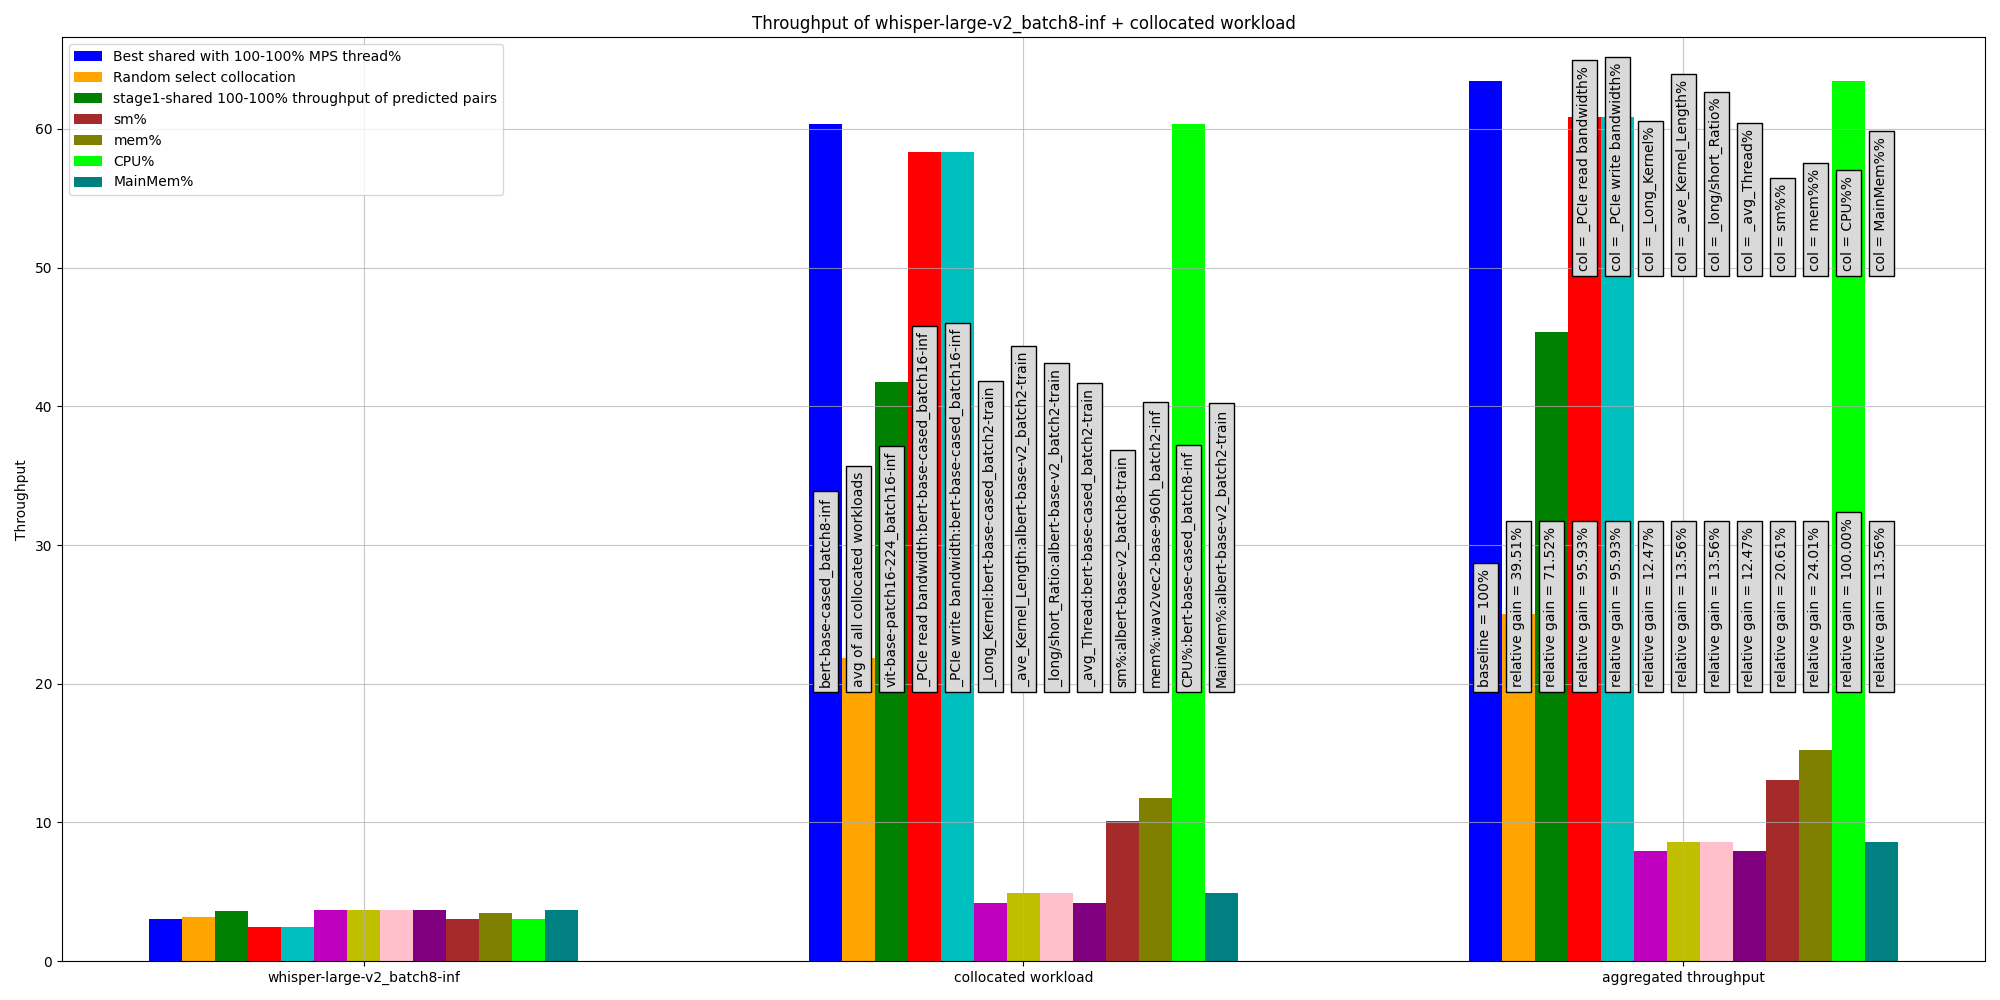 Throughput of whisper-large-v2_batch8-inf + collocated workload
Best shared with 100-100% MPS thread%
Random select collocation
stage1-shared 100-100% throughput of predicted pairs
sm%
mem%
CPU%
MainMem%
Throughput
60
50
40
30
20
10
0
bert-base-cased_batch8-inf
avg of all collocated workloads
vit-base-patch16-224_batch16-inf
_PCIe read bandwidth:bert-base-cased_batch16-inf
_PCIe write bandwidth:bert-base-cased_batch16-inf
_Long_Kernel:bert-base-cased_batch2-train
_ave_Kernel_Length:albert-base-v2_batch2-train
_long/short_Ratio:albert-base-v2_batch2-train
_avg_Thread:bert-base-cased_batch2-train
sm%:albert-base-v2_batch8-train
mem%:wav2vec2-base-960h_batch2-inf
CPU%:bert-base-cased_batch8-inf
MainMem%:albert-base-v2_batch2-train
col = _PCIe read bandwidth%
col = _PCIe write bandwidth%
col = _Long_Kernel%
col = _ave_Kernel_Length%
col = _long/short_Ratio%
col = _avg_Thread%
col = sm%%
col = mem%%
col = CPU%%
col = MainMem%%
baseline = 100%
relative gain = 39.51%
relative gain = 71.52%
relative gain = 95.93%
relative gain = 95.93%
relative gain = 12.47%
relative gain = 13.56%
relative gain = 13.56%
relative gain = 12.47%
relative gain = 20.61%
relative gain = 24.01%
relative gain = 100.00%
relative gain = 13.56%
whisper-large-v2_batch8-inf
collocated workload
aggregated throughput